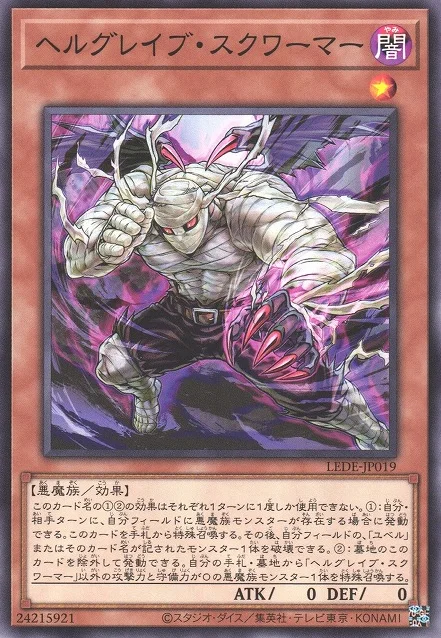 ヘルグレイブ・スクワーマー
闇
LEDE-JP019
【悪魔族／効果】
このカード名の①②の効果はそれぞれ1ターンに1度しか使用できない。①：自分・
相手ターンに、自分フィールドに悪魔族モンスターが存在する場合に発動
できる。このカードを手札から特殊召喚する。その後、自分フィールドの、「ユベル」
またはそのカード名が記されたモンスター1体を破壊できる。②：墓地のこの
カードを除外して発動できる。自分の手札・墓地から「ヘルグレイブ・スクワ
ーマー」以外の攻撃力と守備力が０の悪魔族モンスター1体を特殊召喚する。
ATK/ 0 DEF/ 0
24215921 ©スタジオ・ダイス/集英社・テレビ東京・KONAMI